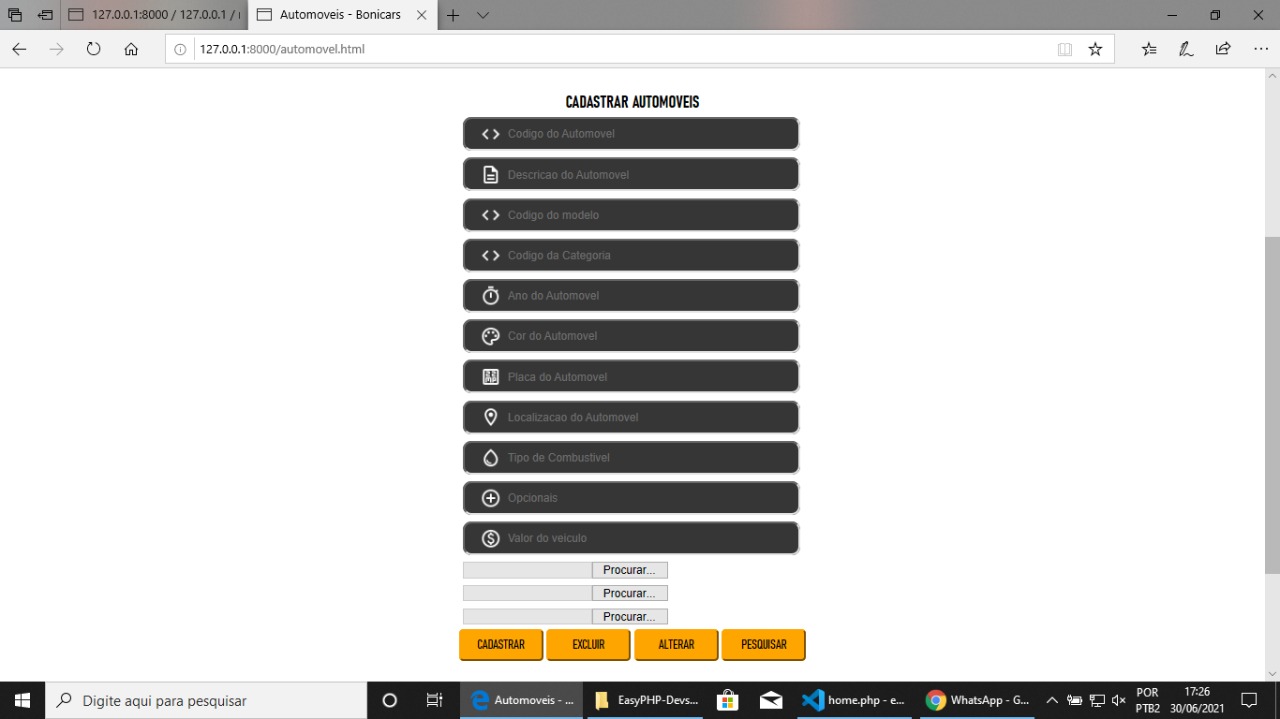 127.0.0.1:8000 / 127.0.0.1 /
Automoveis - Bonicars
127.0.0.1:8000/automovel.html
CADASTRAR AUTOMOVEIS
Codigo do Automovel
Descricao do Automovel
Codigo do modelo
Codigo da Categoria
Ano do Automovel
Cor do Automovel
Placa do Automovel
Localizacao do Automovel
Tipo de Combustivel
Opcionais
Valor do veiculo
Procurar...
Procurar...
Procurar...
CADASTRAR EXCLUIR ALTERAR PESQUISAR
Digite aqui para pesquisar
Automoveis - ...
EasyPHP-Devs...
home.php - e...
WhatsApp - G...
POR
PTB2
17:26
30/06/2021